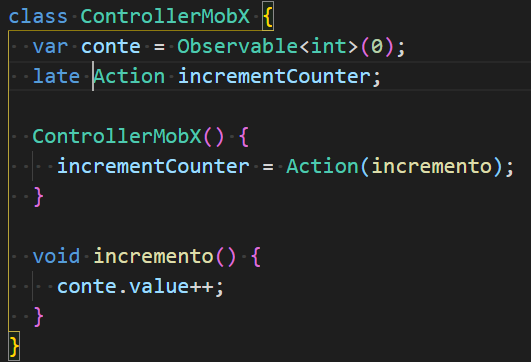 class ControllerMobX {
  var conte = Observable<int>(0);
  late Action incrementCounter;

  ControllerMobX() {
    incrementCounter = Action(incremento);
  }

  void incremento() {
    conte.value++;
  }
}